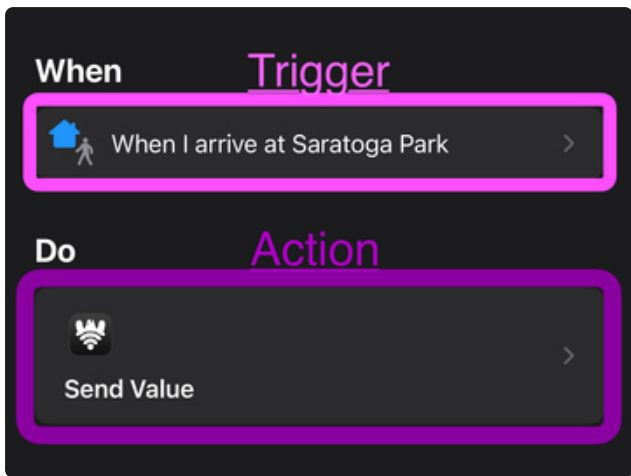 When
Trigger
When I arrive at Saratoga Park
Do
Action
Send Value